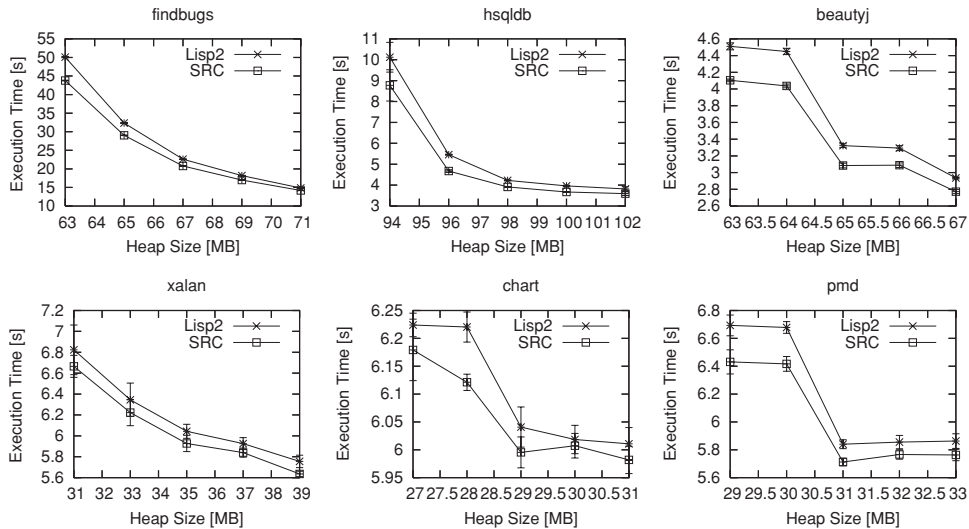 findbugs
Execution Time [s]
55
50
45
40
35
30
25
20
15
10
Lisp2
SRC
63 64 65 66 67 68 69 70 71
Heap Size [MB]
hsqldb
Execution Time [s]
11
10
9
8
7
6
5
4
3
Lisp2
SRC
94 95 96 97 98 99 100 101 102
Heap Size [MB]
beautyj
Execution Time [s]
4.6
4.4
4.2
4
3.8
3.6
3.4
3.2
3
2.8
2.6
Lisp2
SRC
63 63.5 64 64.5 65 65.5 66 66.5 67
Heap Size [MB]
xalan
Execution Time [s]
7.2
7
6.8
6.6
6.4
6.2
6
5.8
5.6
Lisp2
SRC
31 32 33 34 35 36 37 38 39
Heap Size [MB]
chart
Execution Time [s]
6.25
6.2
6.15
6.1
6.05
6
5.95
Lisp2
SRC
27 27.5 28 28.5 29 29.5 30 30.5 31
Heap Size [MB]
pmd
Execution Time [s]
6.8
6.6
6.4
6.2
6
5.8
5.6
Lisp2
SRC
29 29.5 30 30.5 31 31.5 32 32.5 33
Heap Size [MB]